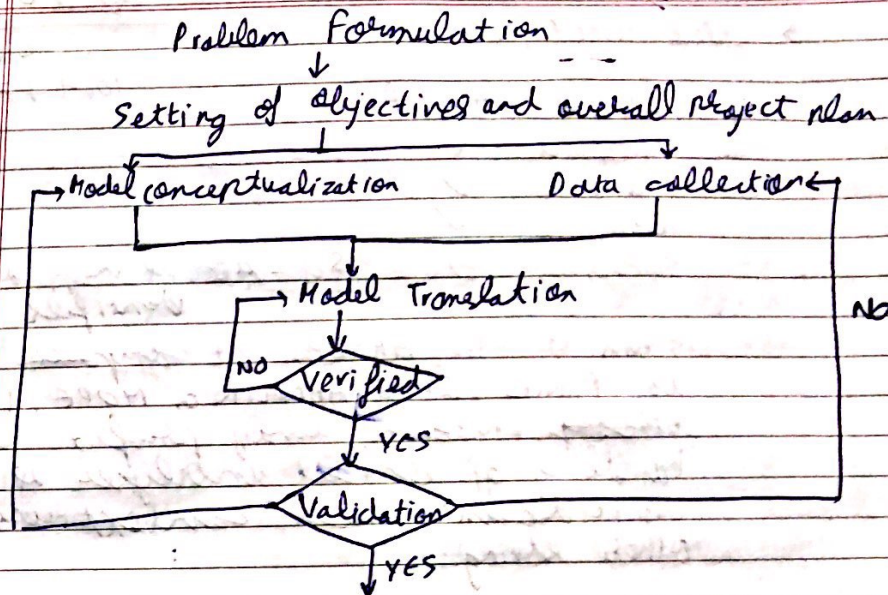 Problem Formulation
Setting of objectives and overall project plan
Model conceptualization Data collection
Model Translation
No
NO
Verified
YES
Validation
YES